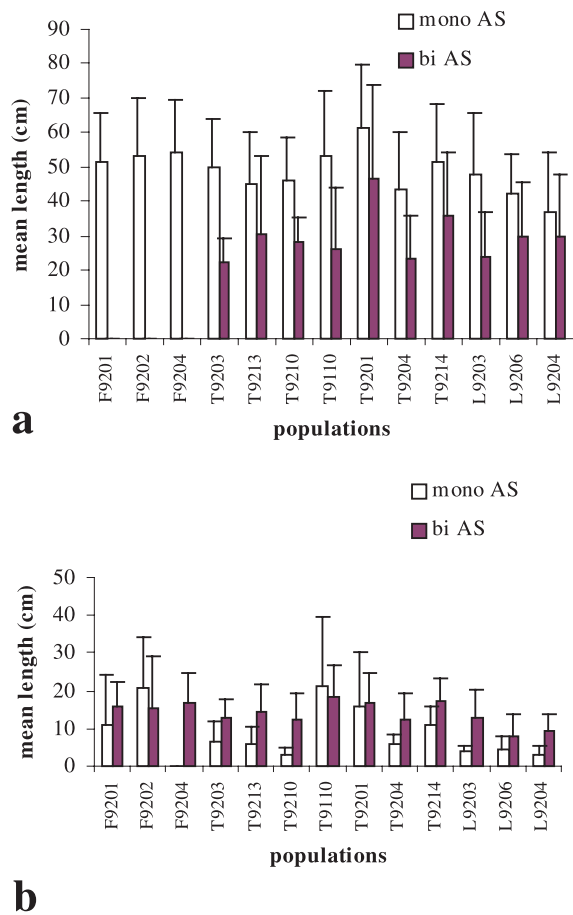 mono AS
bi AS
mean length (cm)
90
80
70
60
50
40
30
20
10
0
F9201
F9202
F9204
T9203
T9213
T9210
T9110
T9201
T9204
T9214
L9203
L9206
L9204
populations
a
mono AS
bi AS
mean length (cm)
50
40
30
20
10
0
F9201
F9202
F9204
T9203
T9213
T9210
T9110
T9201
T9204
T9214
L9203
L9206
L9204
populations
b